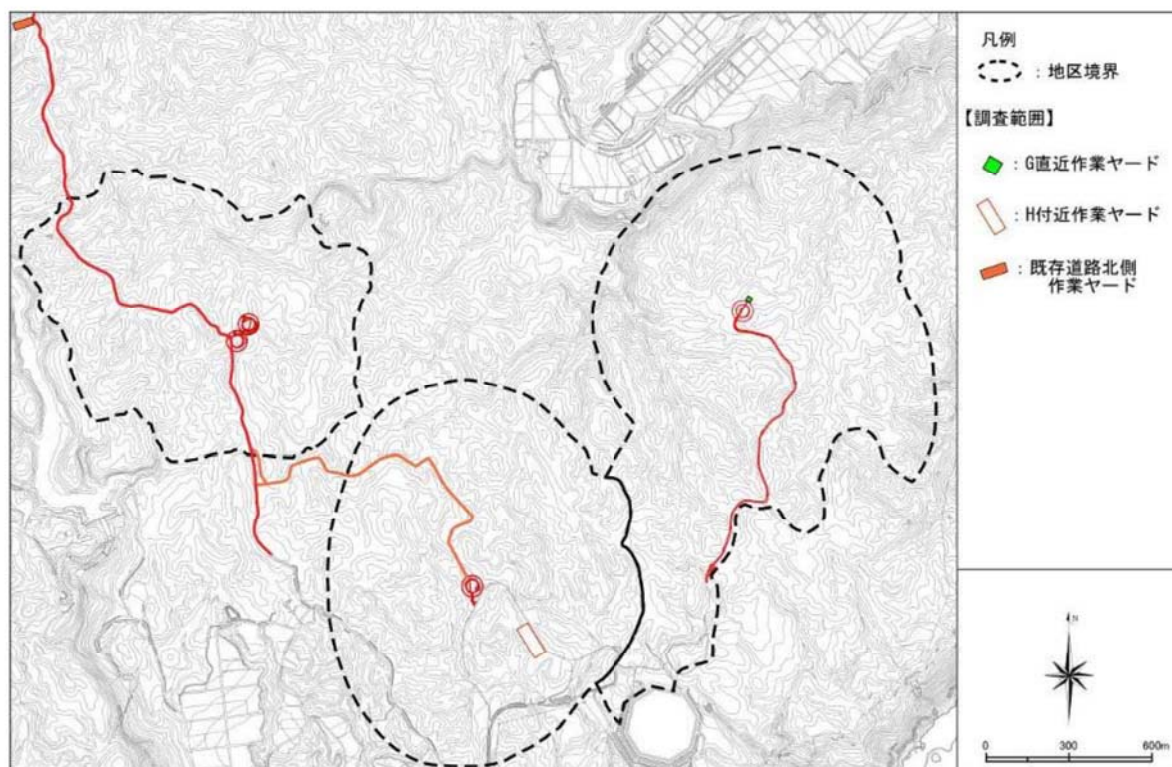 凡例
：地区境界
【調査範囲】
：G直近作業ヤード
：H付近作業ヤード
：既存道路北側
作業ヤード
N
0 300 600m